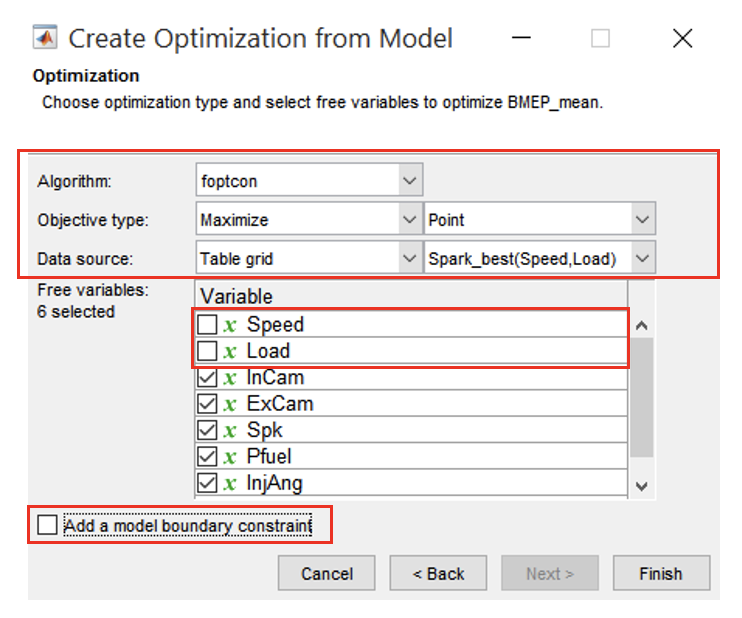 Create Optimization from Model
Optimization
Choose optimization type and select free variables to optimize BMEP_mean.
Algorithm: foptcon
Objective type: Maximize Point
Data source: Table grid Spark_best(Speed,Load)
Free variables:
6 selected
Variable
x Speed
x Load
x InCam
x ExCam
x Spk
x Pfuel
x InjAng
Add a model boundary constraint
Cancel < Back Next > Finish